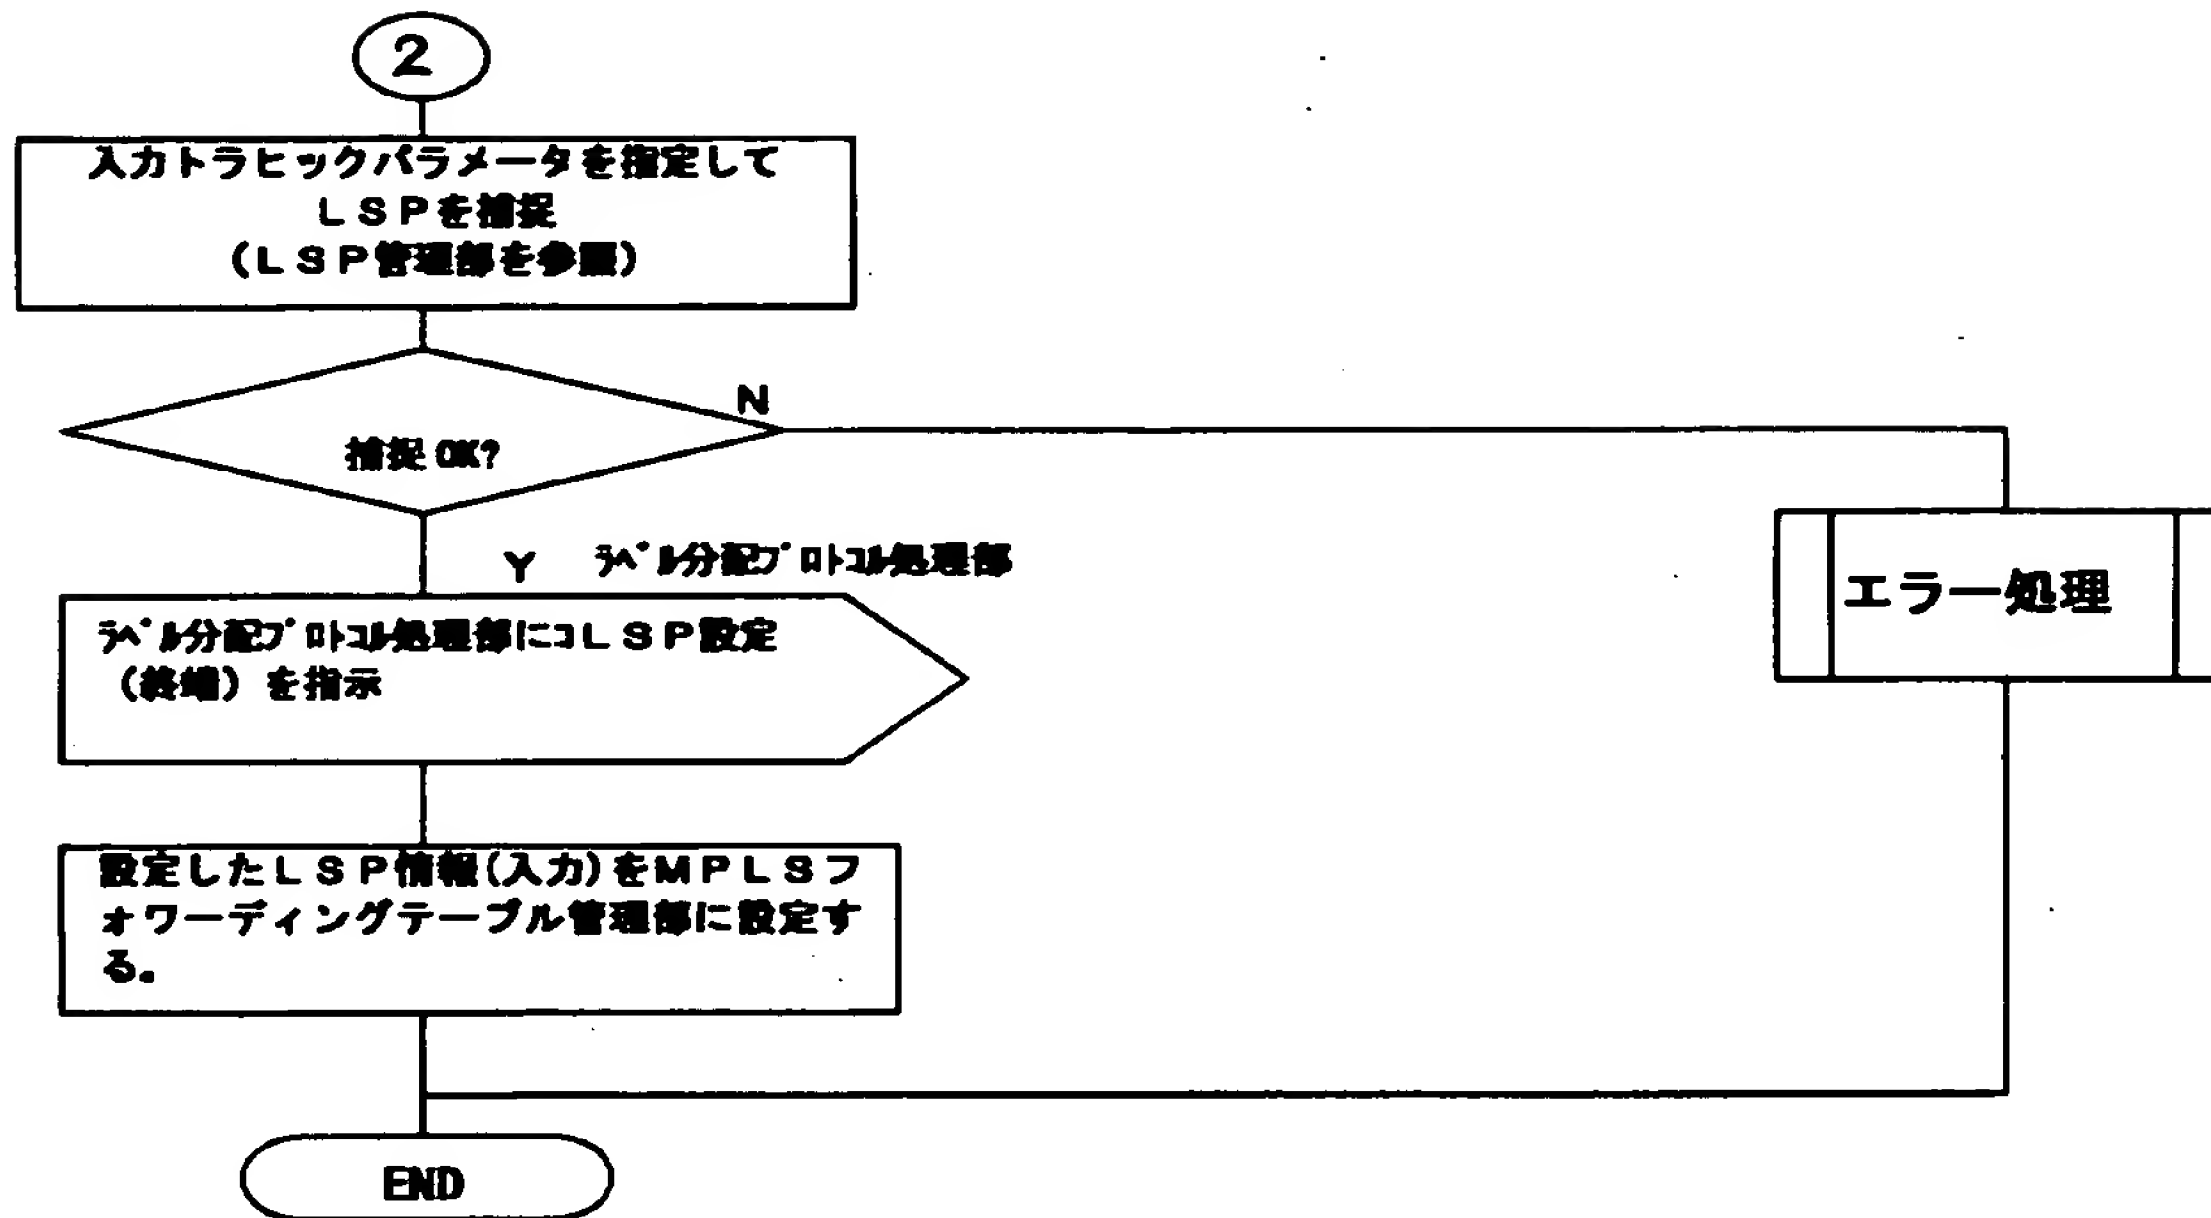 2
入力トラヒックパラメータを指定して
ＬＳＰを捕捉
（ＬＳＰ管理部を参照）
N
捕捉 OK?
Y
ﾗﾍﾞﾙ分配ﾌﾟﾛﾄｺﾙ処理部
ﾗﾍﾞﾙ分配ﾌﾟﾛﾄｺﾙ処理部にｺＬＳＰ設定
（終端）を指示
エラー処理
設定したＬＳＰ情報(入力)をＭＰＬＳフ
ォワーディングテーブル管理部に設定す
る。
END